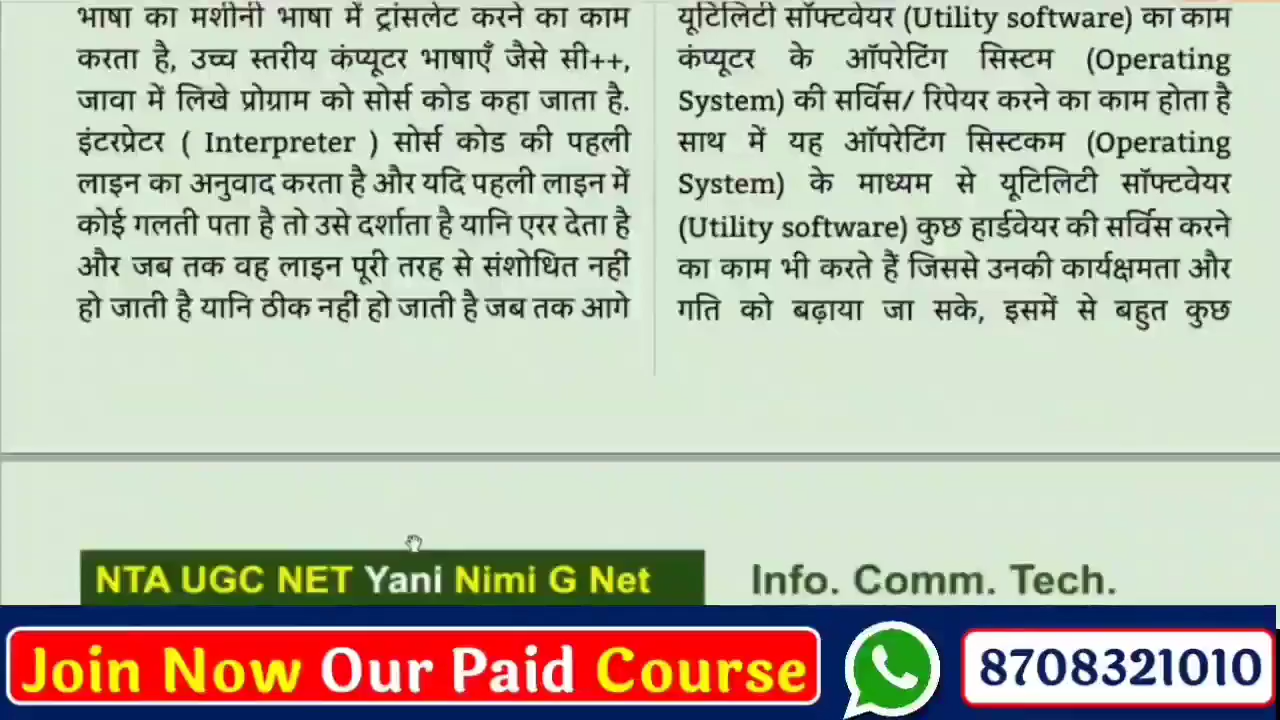 भाषा का मशीनी भाषा में ट्रांसलेट करने का काम
करता है, उच्च स्तरीय कंप्यूटर भाषाएँ जैसे सी++,
जावा में लिखे प्रोग्राम को सोर्स कोड कहा जाता है.
इंटरप्रेटर ( Interpreter ) सोर्स कोड की पहली
लाइन का अनुवाद करता है और यदि पहली लाइन में
कोई गलती पता है तो उसे दर्शाता है यानि एरर देता है
और जब तक वह लाइन पूरी तरह से संशोधित नहीं
हो जाती है यानि ठीक नहीं हो जाती है जब तक आगे
यूटिलिटी सॉफ्टवेयर (Utility software) का काम
कंप्यूटर के ऑपरेटिंग सिस्टम (Operating
System) की सर्विस/ रिपेयर करने का काम होता है
साथ में यह ऑपरेटिंग सिस्टकम (Operating
System) के माध्यम से यूटिलिटी सॉफ्टवेयर
(Utility software) कुछ हार्डवेयर की सर्विस करने
का काम भी करते हैं जिससे उनकी कार्यक्षमता और
गति को बढ़ाया जा सके, इसमें से बहुत कुछ
NTA UGC NET Yani Nimi G Net
Info. Comm. Tech.
Join Now Our Paid Course
8708321010